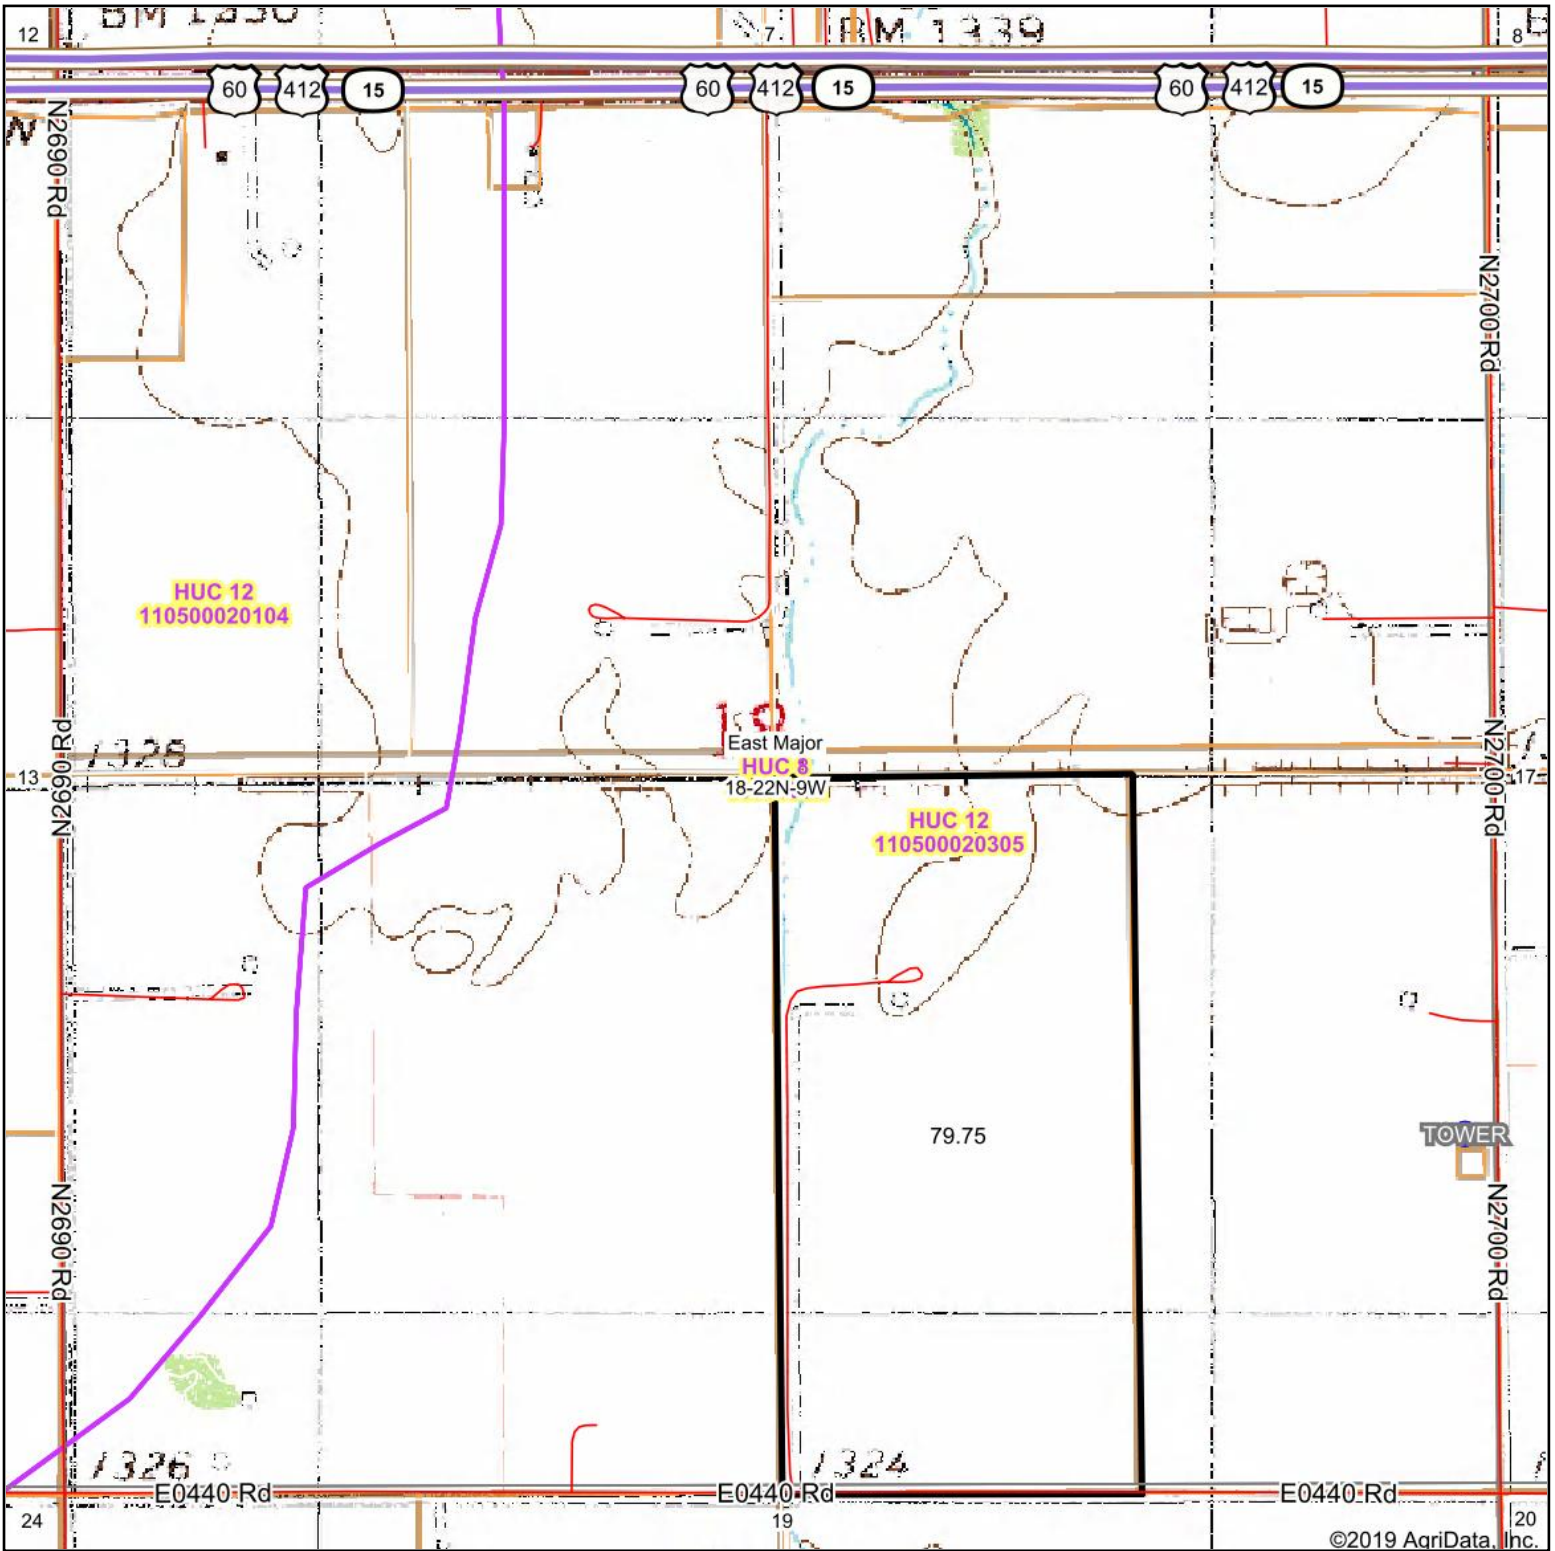 12
7
BM 1339
8
60
412
15
60
412
15
60
412
15
N2690 Rd
N2700 Rd
HUC 12
110500020104
1328
East Major
HUC 8
18-22N-9W
13
17
N2690 Rd
N2700 Rd
HUC 12
110500020305
79.75
TOWER
N2690 Rd
N2700 Rd
1326
1324
E0440 Rd
E0440 Rd
E0440 Rd
24
19
20
©2019 AgriData, Inc.